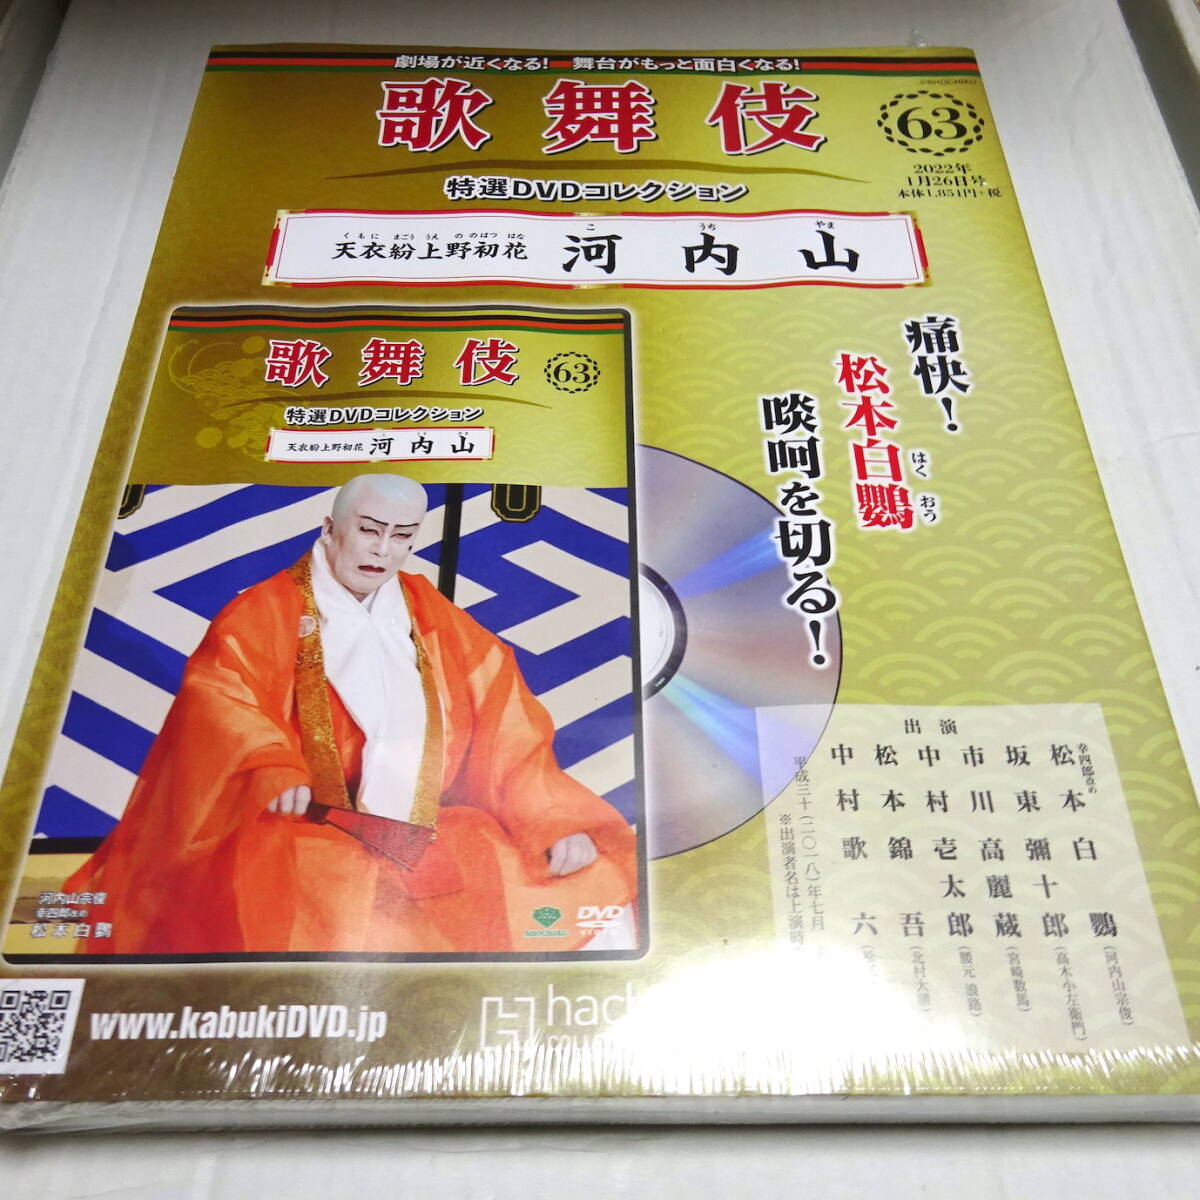 劇場が近くなる! 舞台がもっと面白くなる!
©SHOCHIKU
歌舞伎
63
特選DVDコレクション
2022年
1月26日号
本体1,851円+税
くもに まごう うえ の のはつ はな
天衣紛上野初花
こ うち やま
河内山
痛快!
松本白鸚
はく おう
啖呵を切る!
歌舞伎
63
特選DVDコレクション
天衣紛上野初花 河内山
河内山宗俊
幸四郎改め
松本白鸚
SHOCHIKU
DVD
VIDEO
出演
幸四郎改め
松本白鸚(河内山宗俊)
坂東彌十郎(高木小左衛門)
市川高麗蔵(宮崎数馬)
中村壱太郎(腰元 浪路)
松本錦吾(北村大膳)
中村歌六
平成三十(二〇一八)年七月
※出演者名は上演時
www.kabukiDVD.jp
hach